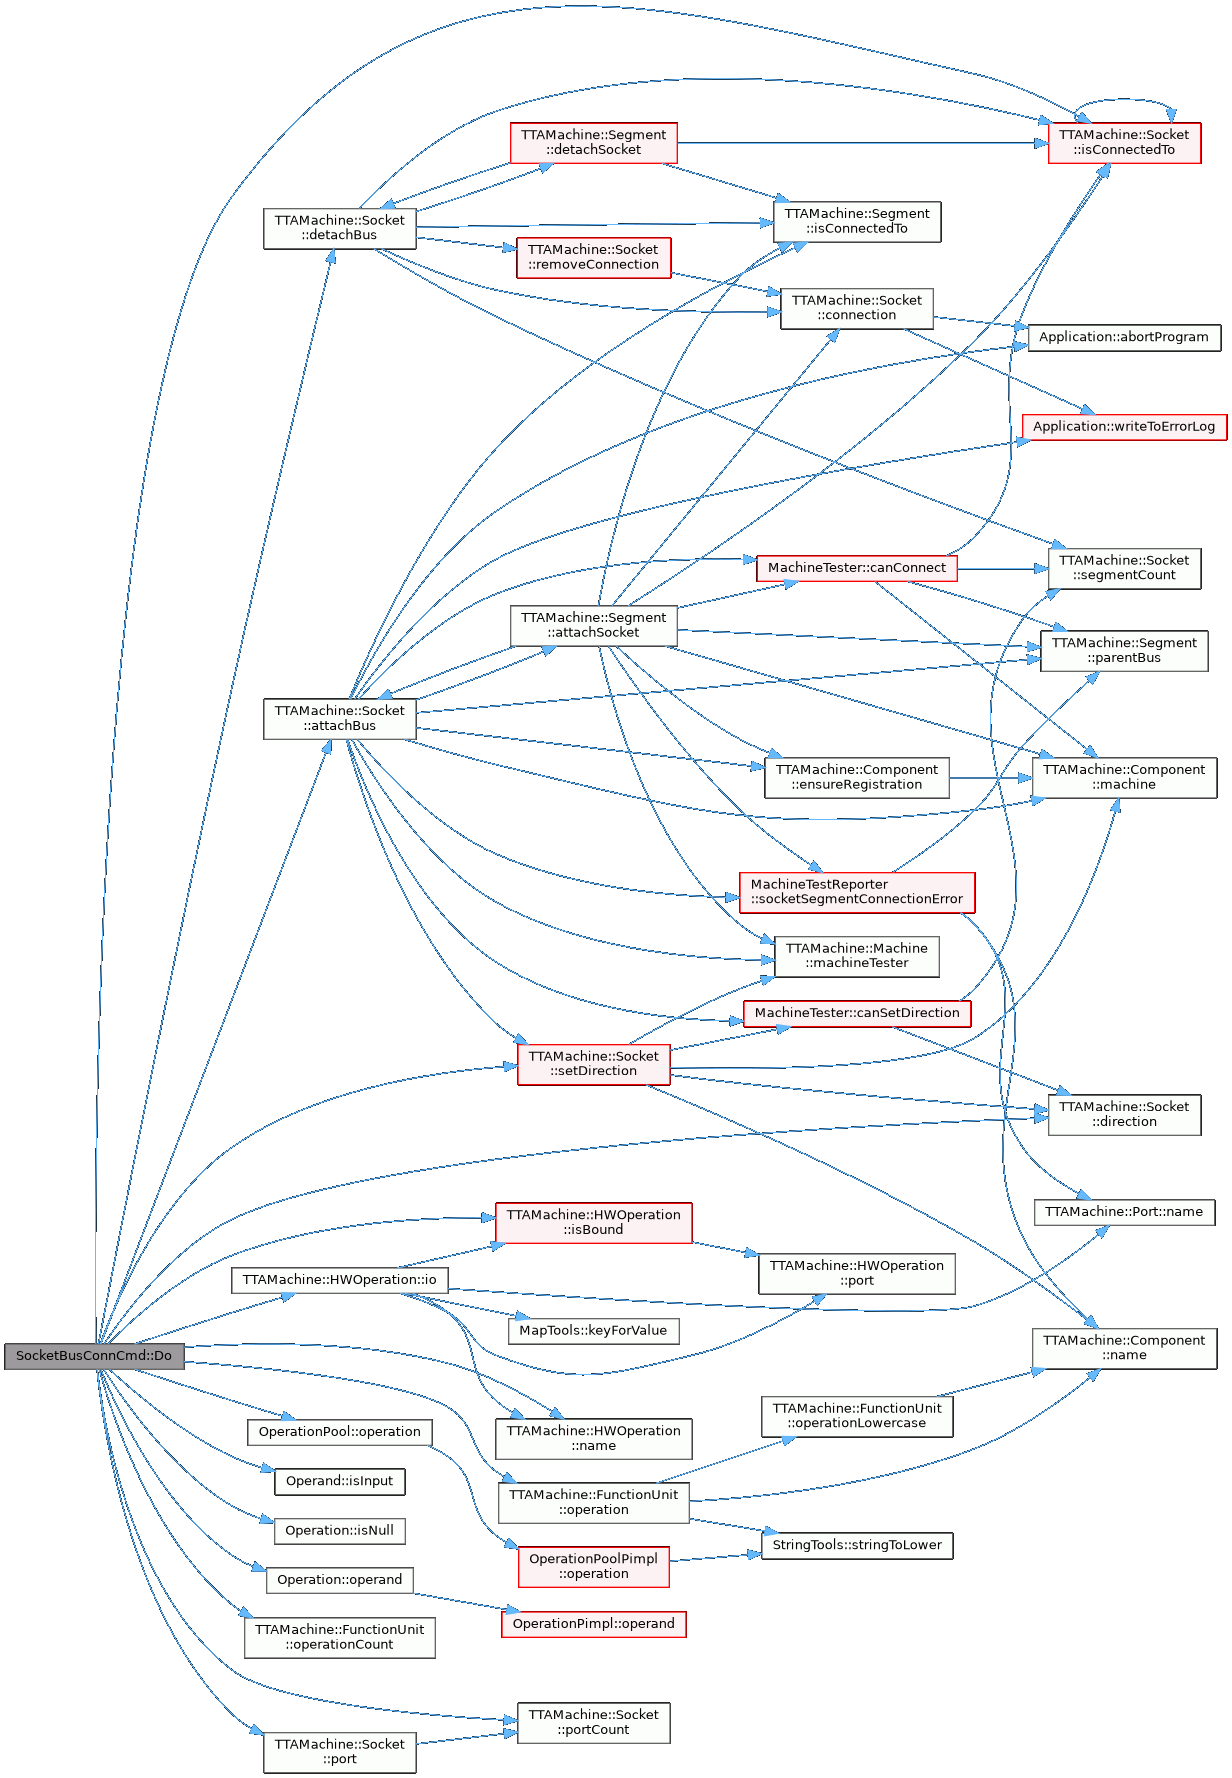 TTAMachine::Segment
::detachSocket
TTAMachine::Socket
::isConnectedTo
TTAMachine::Socket
::detachBus
TTAMachine::Segment
::isConnectedTo
TTAMachine::Socket
::removeConnection
TTAMachine::Socket
::connection
Application::abortProgram
Application::writeToErrorLog
MachineTester::canConnect
TTAMachine::Socket
::segmentCount
TTAMachine::Segment
::attachSocket
TTAMachine::Segment
::parentBus
TTAMachine::Socket
::attachBus
TTAMachine::Component
::ensureRegistration
TTAMachine::Component
::machine
MachineTestReporter
::socketSegmentConnectionError
TTAMachine::Machine
::machineTester
MachineTester::canSetDirection
TTAMachine::Socket
::setDirection
TTAMachine::Socket
::direction
TTAMachine::HWOperation
::isBound
TTAMachine::Port::name
TTAMachine::HWOperation::io
TTAMachine::HWOperation
::port
MapTools::keyForValue
SocketBusConnCmd::Do
TTAMachine::Component
::name
OperationPool::operation
TTAMachine::HWOperation
::name
TTAMachine::FunctionUnit
::operationLowercase
Operand::isInput
TTAMachine::FunctionUnit
::operation
Operation::isNull
StringTools::stringToLower
OperationPoolPimpl
::operation
Operation::operand
OperationPimpl::operand
TTAMachine::FunctionUnit
::operationCount
TTAMachine::Socket
::portCount
TTAMachine::Socket
::port